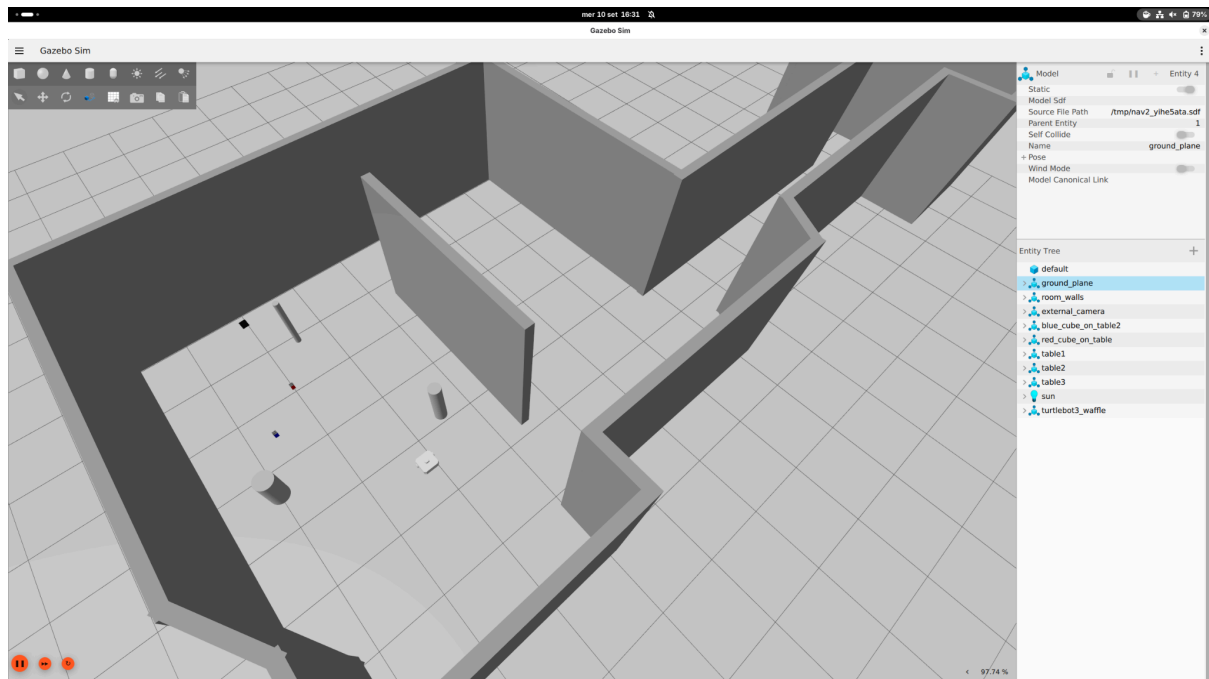 mer 10 set 16:31
79%
Gazebo Sim
Gazebo Sim
Model
Entity 4
Static
Model Sdf
Source File Path /tmp/nav2_yihe5ata.sdf
Parent Entity 1
Self Collide
Name ground_plane
+ Pose
Wind Mode
Model Canonical Link
Entity Tree
default
ground_plane
room_walls
external_camera
blue_cube_on_table2
red_cube_on_table
table1
table2
table3
sun
turtlebot3_waffle
97.74 %